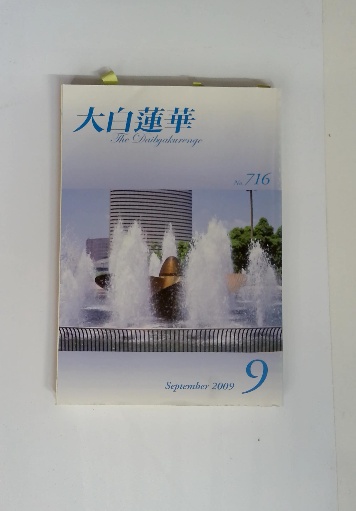 大白蓮華
The Daibyakurenge
No. 716
September 2009 9